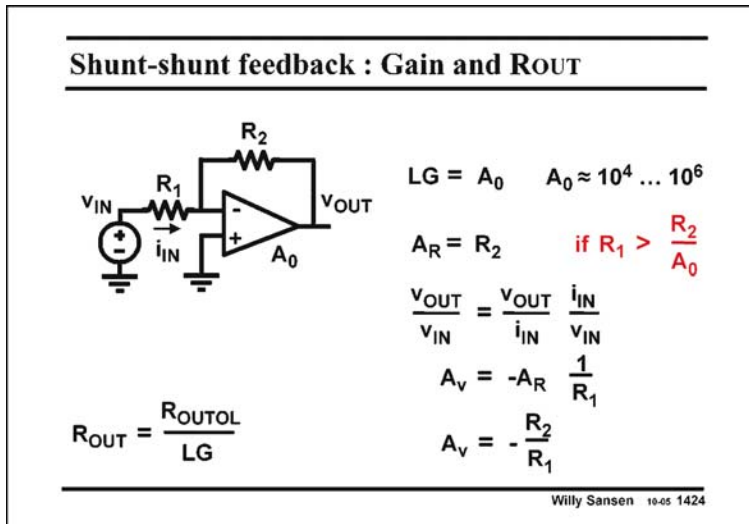 Shunt-shunt feedback : Gain and ROUT
R2
R1
vIN
vOUT
+
-
iIN
-
+
A0
LG = A0 A0 ≈ 10^4 ... 10^6
AR = R2 if R1 > R2/A0
vOUT/vIN = vOUT/iIN iIN/vIN
Av = -AR 1/R1
ROUT = ROUTOL/LG
Av = - R2/R1
Willy Sansen 10-05 1424